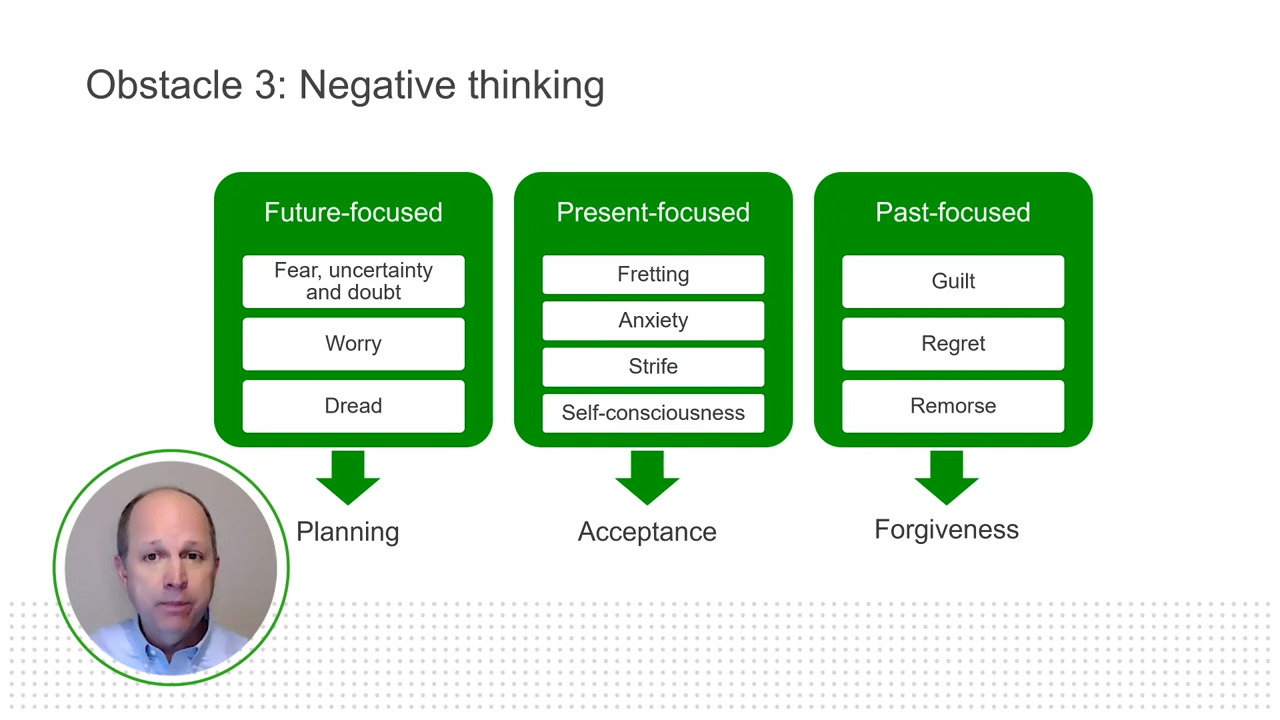 Obstacle 3: Negative thinking
Future-focused
Fear, uncertainty
and doubt
Worry
Dread
Planning
Present-focused
Fretting
Anxiety
Strife
Self-consciousness
Acceptance
Past-focused
Guilt
Regret
Remorse
Forgiveness